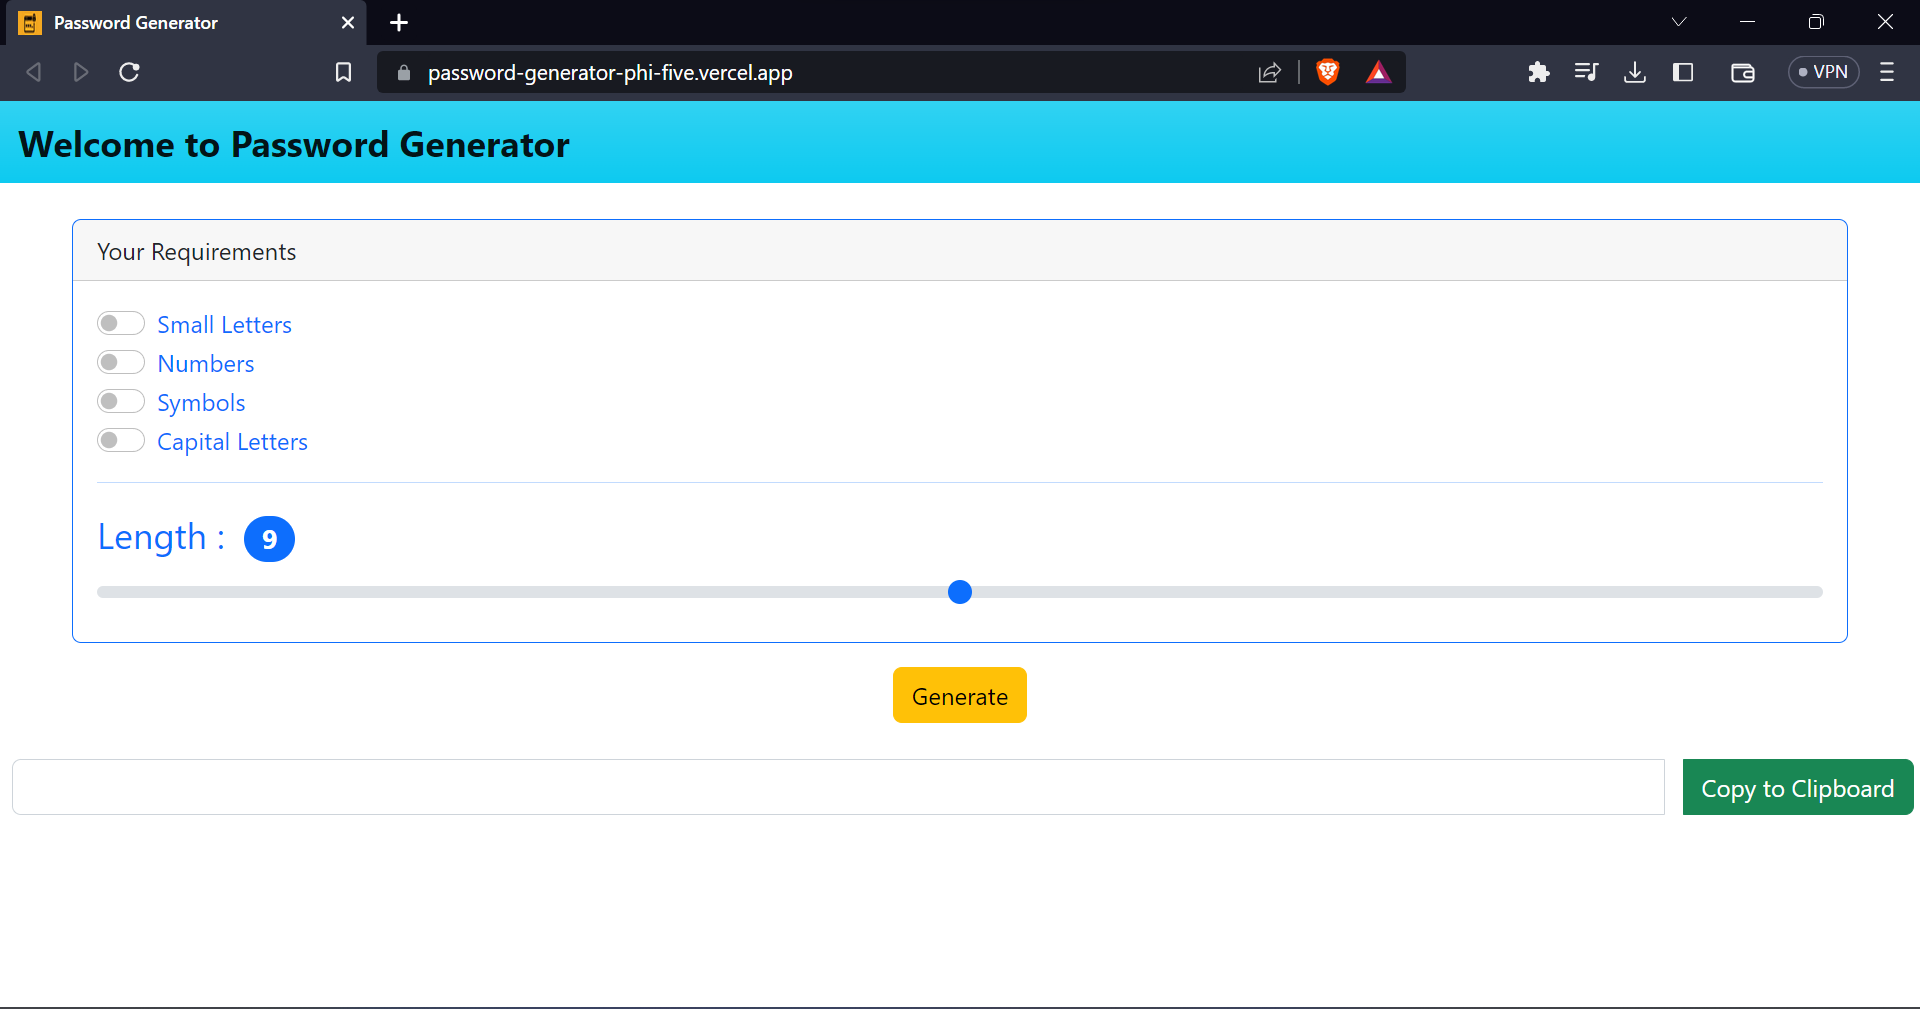 Password Generator
password-generator-phi-five.vercel.app
VPN
Welcome to Password Generator
Your Requirements
Small Letters
Numbers
Symbols
Capital Letters
Length : 9
Generate
Copy to Clipboard